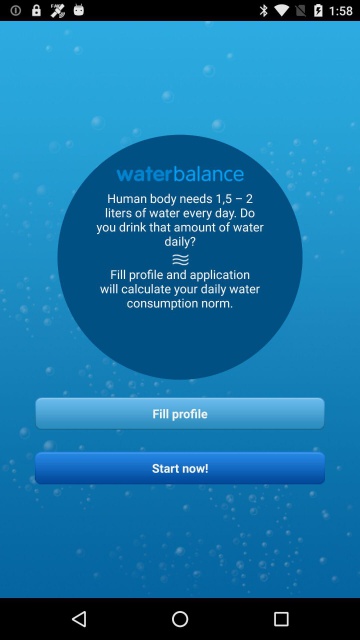 1:58
waterbalance
Human body needs 1,5 – 2
liters of water every day. Do
you drink that amount of water
daily?
Fill profile and application
will calculate your daily water
consumption norm.
Fill profile
Start now!